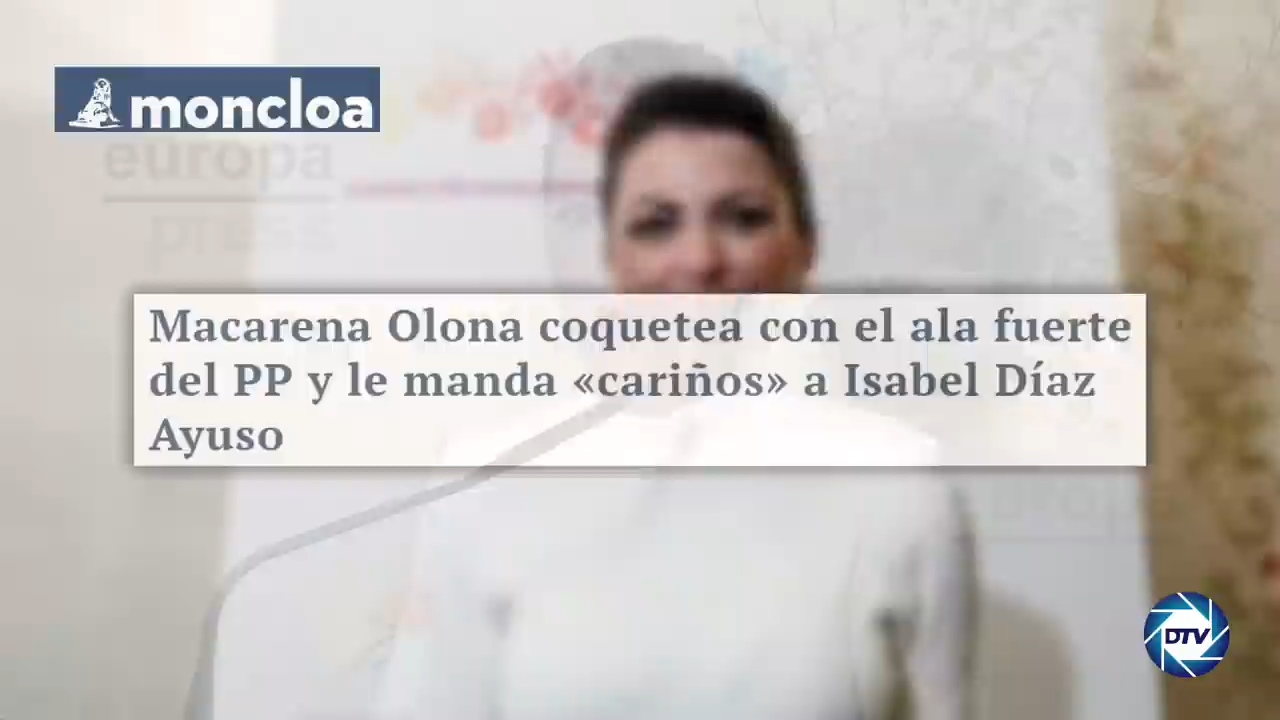 moncloa
europa
press
Macarena Olona coquetea con el ala fuerte
del PP y le manda «cariños» a Isabel Díaz
Ayuso
DTV